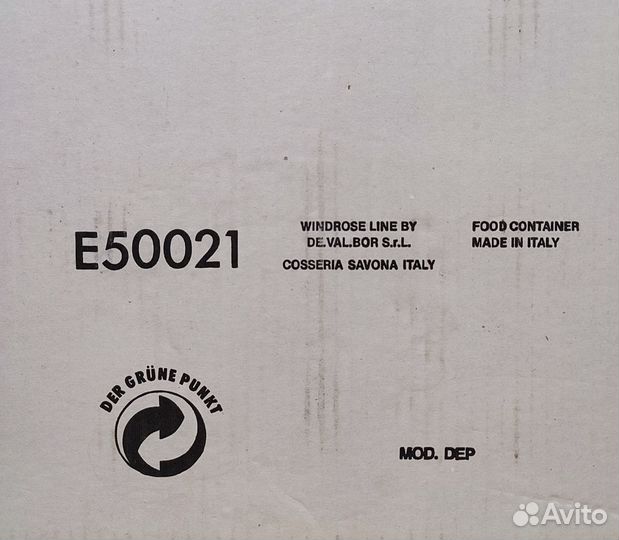 E50021
WINDROSE LINE BY
DE.VAL.BOR S.r.L.
COSSERIA SAVONA ITALY
FOOD CONTAINER
MADE IN ITALY
DER GRÜNE PUNKT
MOD. DEP
Avito